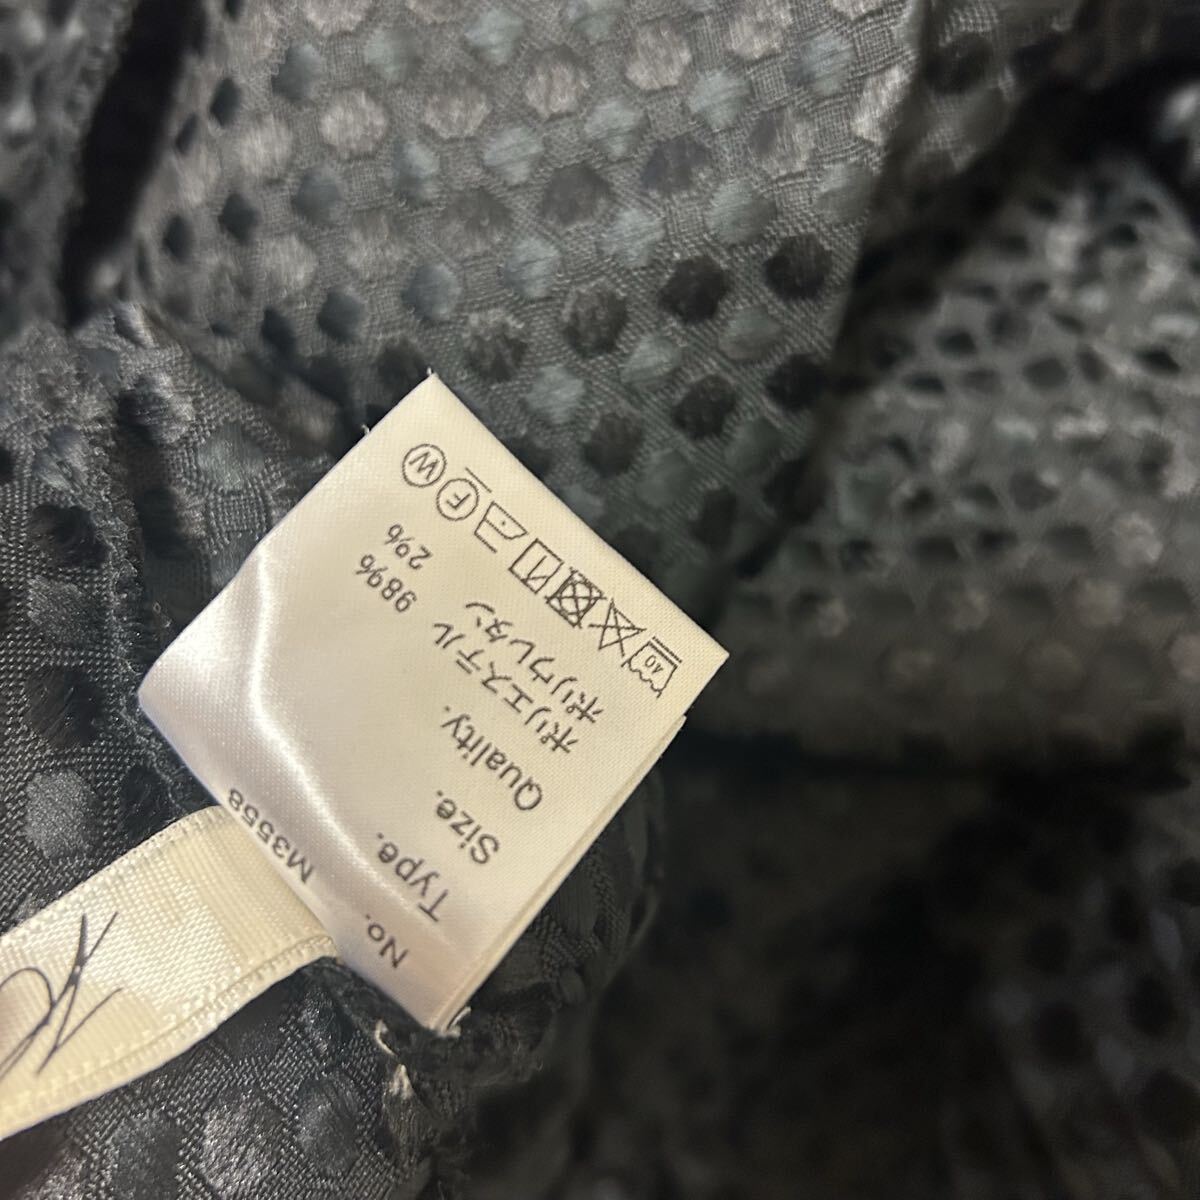 No. M3558
Type.
Size.
Quality.
ポリエステル 98%
ポリウレタン 2%
40
F W